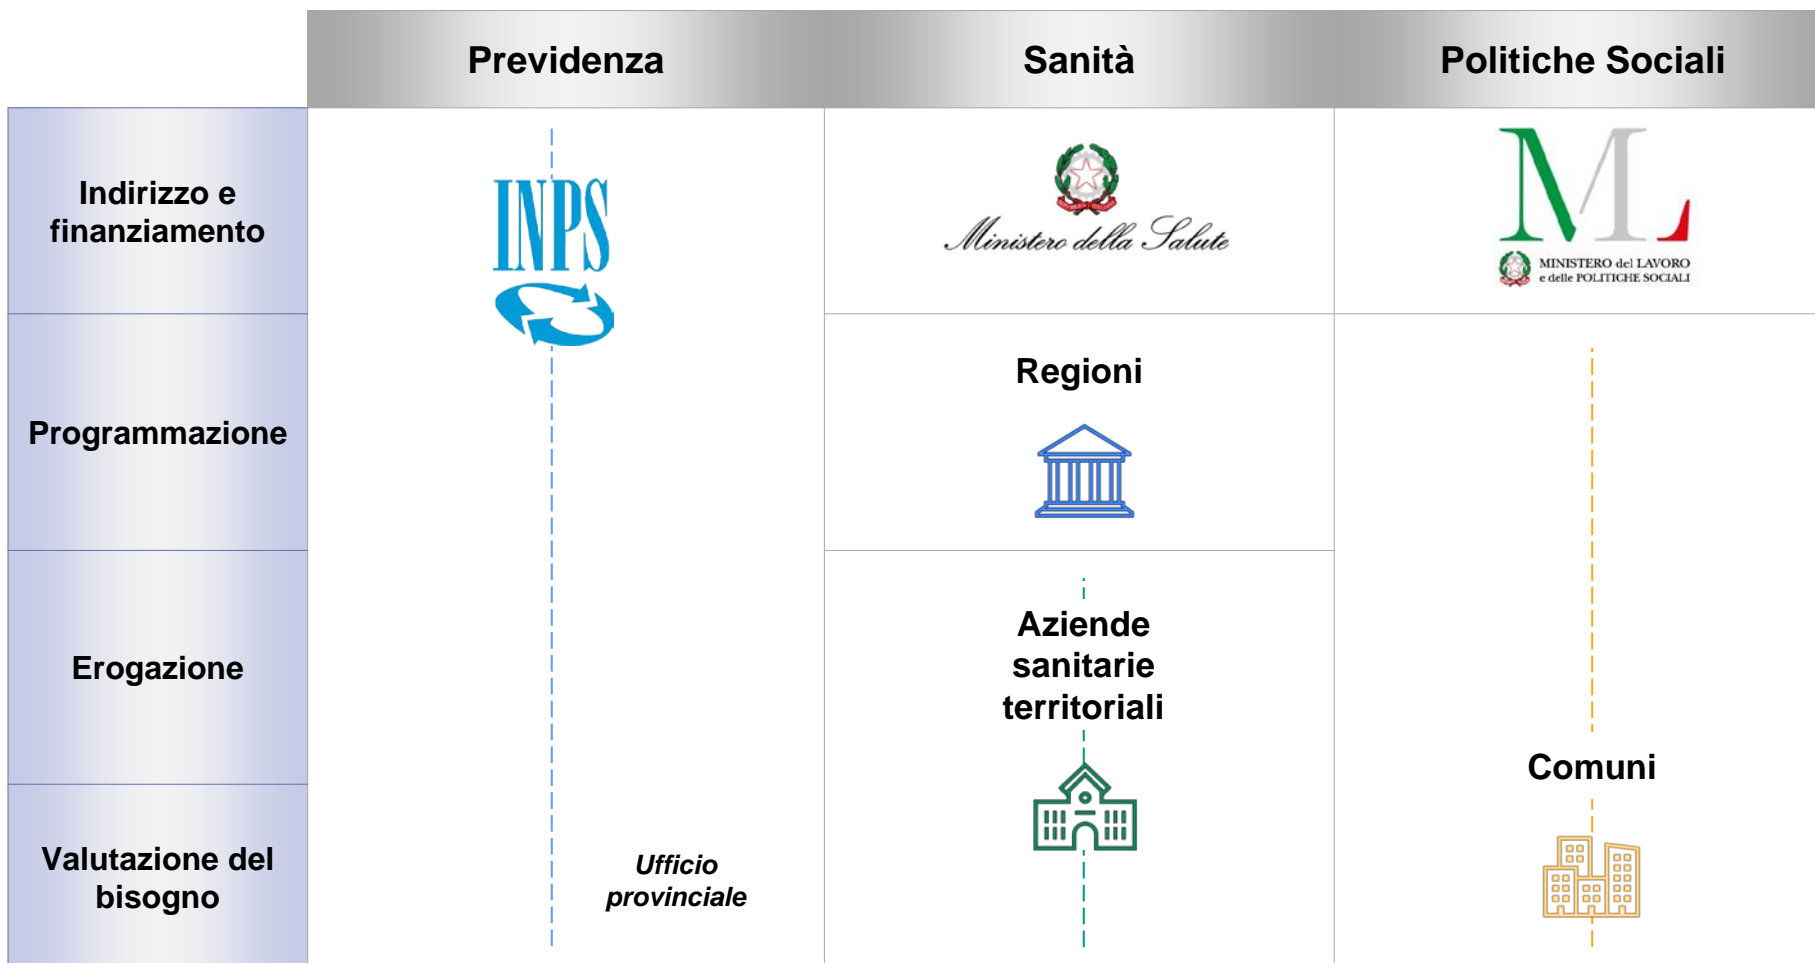 Previdenza
Sanità
Politiche Sociali
Indirizzo e
finanziamento
INPS
Ministero della Salute
ML
MINISTERO del LAVORO
e delle POLITICHE SOCIALI
Programmazione
Regioni
Erogazione
Aziende
sanitarie
territoriali
Comuni
Valutazione del
bisogno
Ufficio
provinciale